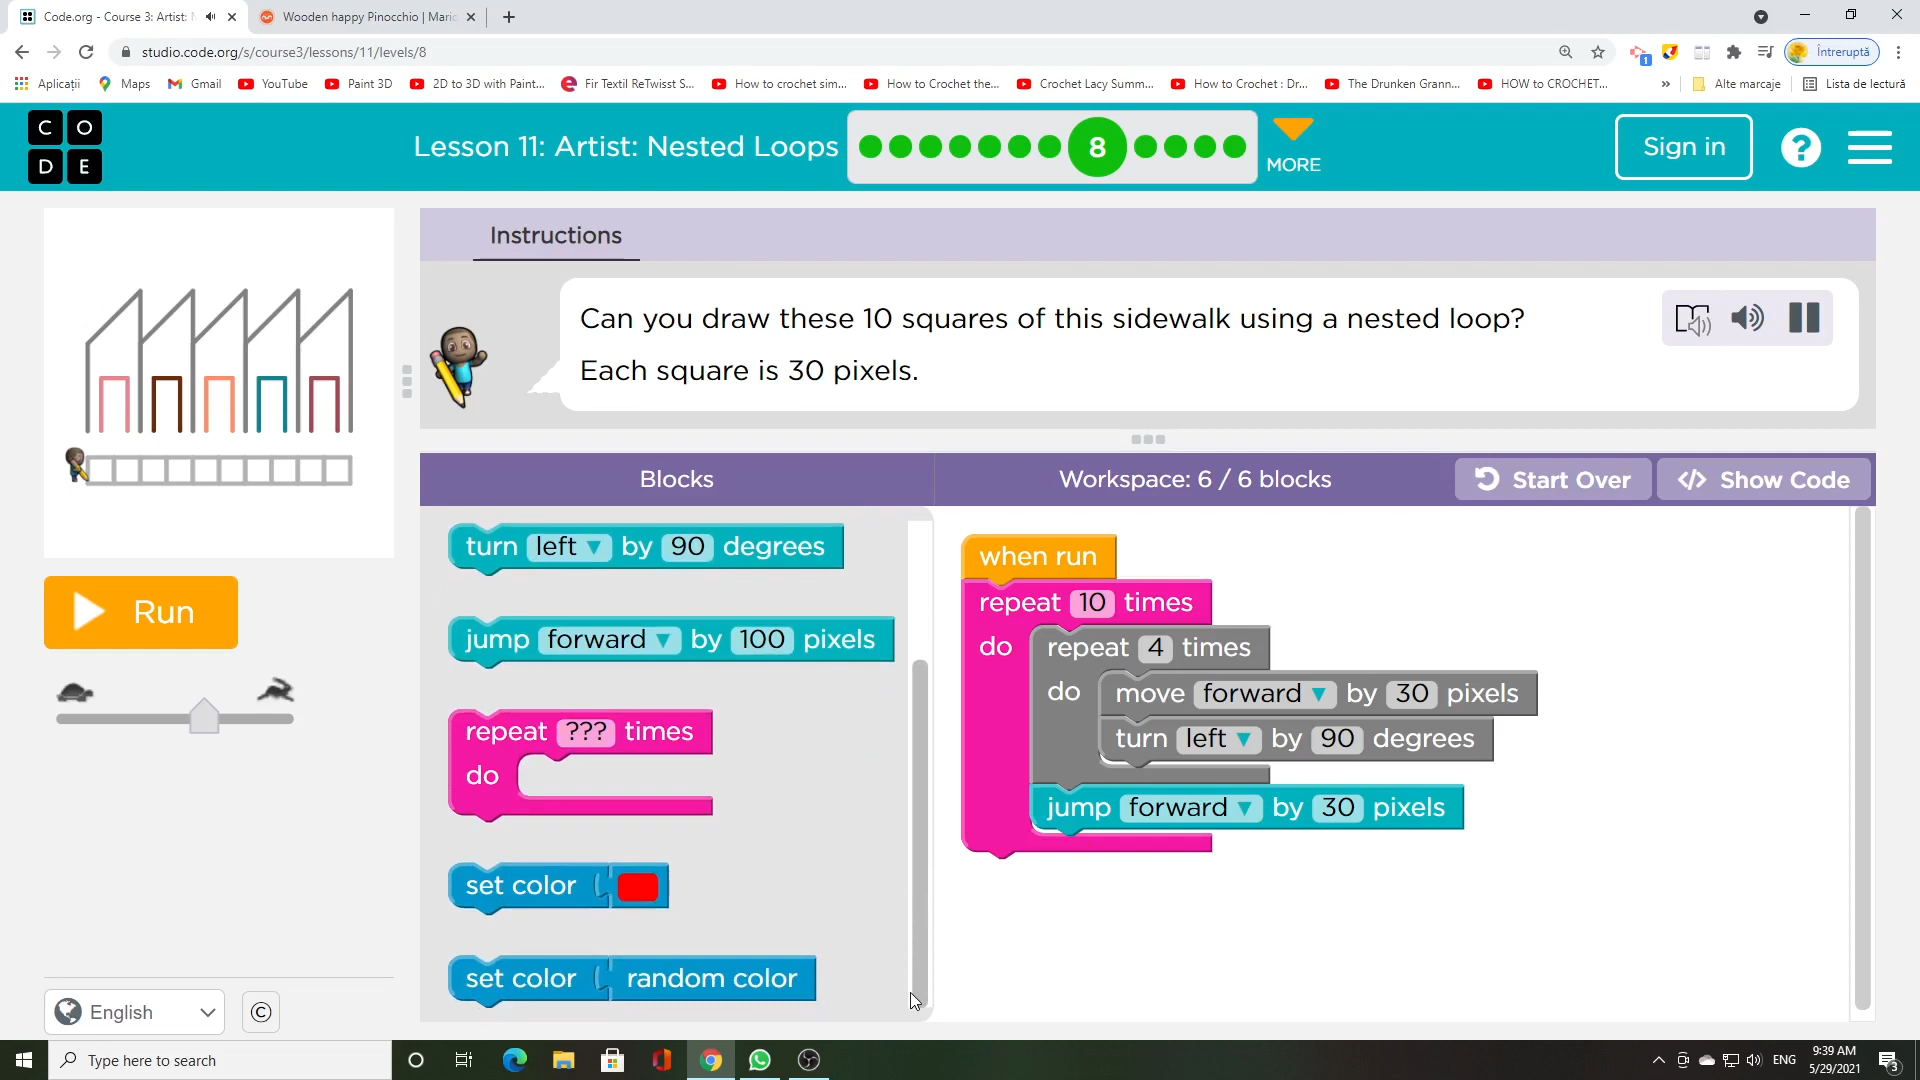 Code.org - Course 3: Artist: N
Wooden happy Pinocchio | Mario
studio.code.org/s/course3/lessons/11/levels/8
1
Întreruptă
Aplicații
Maps
Gmail
YouTube
Paint 3D
2D to 3D with Paint...
Fir Textil ReTwisst S...
How to crochet sim...
How to Crochet the...
Crochet Lacy Summ...
How to Crochet : Dr...
The Drunken Grann...
HOW to CROCHET...
»
Alte marcaje
Lista de lectură
C O
D E
Lesson 11: Artist: Nested Loops
8
MORE
Sign in
?
Instructions
Can you draw these 10 squares of this sidewalk using a nested loop?
Each square is 30 pixels.
Blocks
Workspace: 6 / 6 blocks
Start Over
</> Show Code
Run
turn left by 90 degrees
jump forward by 100 pixels
repeat ??? times
do
set color
set color random color
when run
repeat 10 times
do repeat 4 times
do move forward by 30 pixels
turn left by 90 degrees
jump forward by 30 pixels
English
©
Type here to search
ENG
9:39 AM
5/29/2021
3